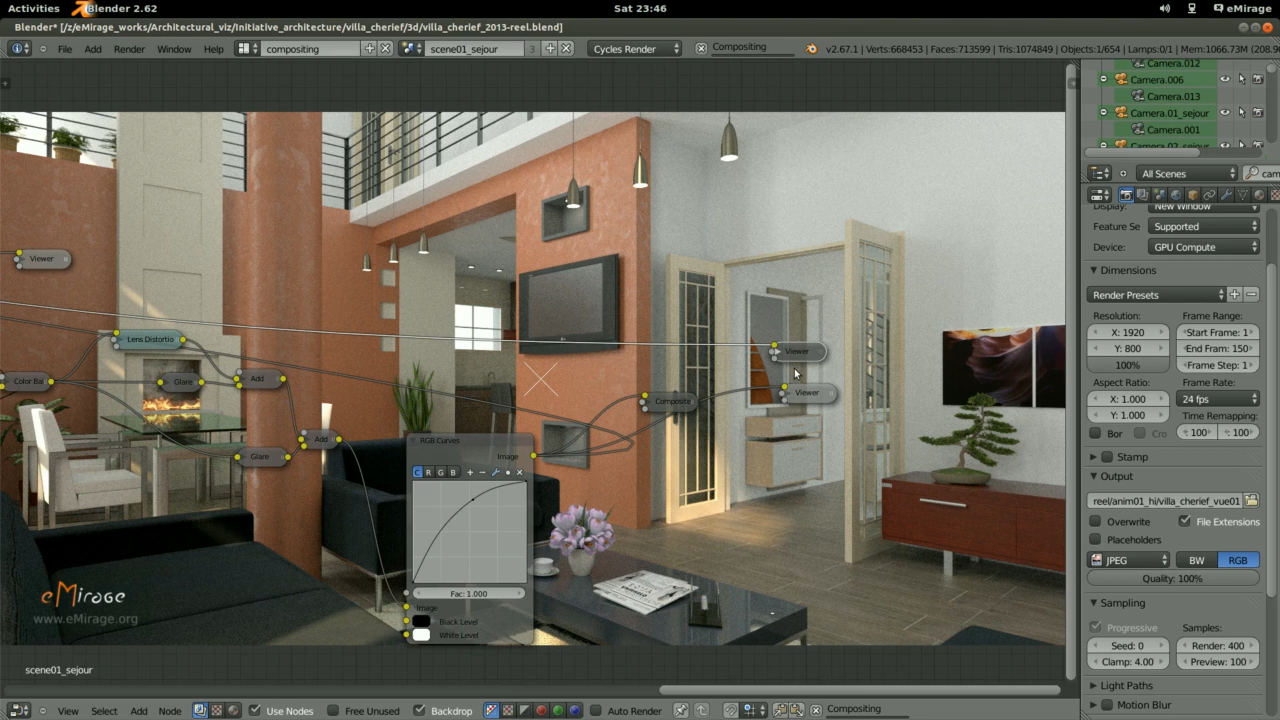 Activities Blender 2.62 Sat 23:46 eMirage
Blender* [/z/eMirage_works/Architectural_viz/Initiative_architecture/villa_cherief/3d/villa_cherief_2013-reel.blend]
File Add Render Window Help compositing scene01_sejour 3 Cycles Render Compositing v2.67.1 | Verts:668453 | Faces:713599 | Tris:1074849 | Objects:1/654 | Lamps:0/1 | Mem:1066.73M (208.9
Camera.012
Camera.006
Camera.013
Camera.01_sejour
Camera.001
Camera.02_sejour
All Scenes cam
Display: New Window
Feature Se Supported
Device: GPU Compute
Dimensions
Render Presets
Resolution: Frame Range:
X: 1920 Start Frame: 1
Y: 800 End Fram: 150
100% Frame Step: 1
Aspect Ratio: Frame Rate:
X: 1.000 24 fps
Y: 1.000 Time Remapping:
Bor Cro 100 100
Stamp
Output
reel/anim01_hi/villa_cherief_vue01
Overwrite File Extensions
Placeholders
JPEG BW RGB
Quality: 100%
Sampling
Progressive Samples:
Seed: 0 Render: 400
Clamp: 4.00 Preview: 100
Light Paths
Motion Blur
Viewer
Lens Distortio
Color Bal
Glare
Add
Glare
Add
Viewer
Viewer
Composite
RGB Curves
Image
C R G B
Fac: 1.000
Image
Black Level
White Level
eMirage
www.eMirage.org
scene01_sejour
View Select Add Node Use Nodes Free Unused Backdrop Auto Render Compositing